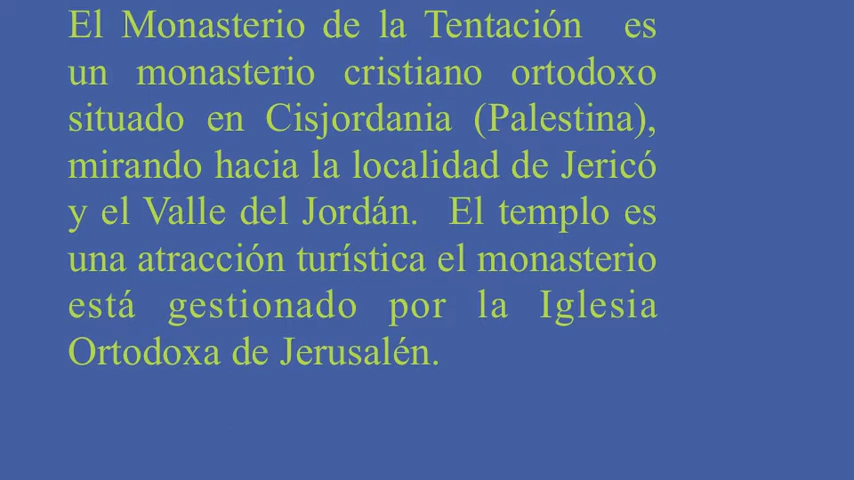 El Monasterio de la Tentación es
un monasterio cristiano ortodoxo
situado en Cisjordania (Palestina),
mirando hacia la localidad de Jericó
y el Valle del Jordán. El templo es
una atracción turística el monasterio
está gestionado por la Iglesia
Ortodoxa de Jerusalén.